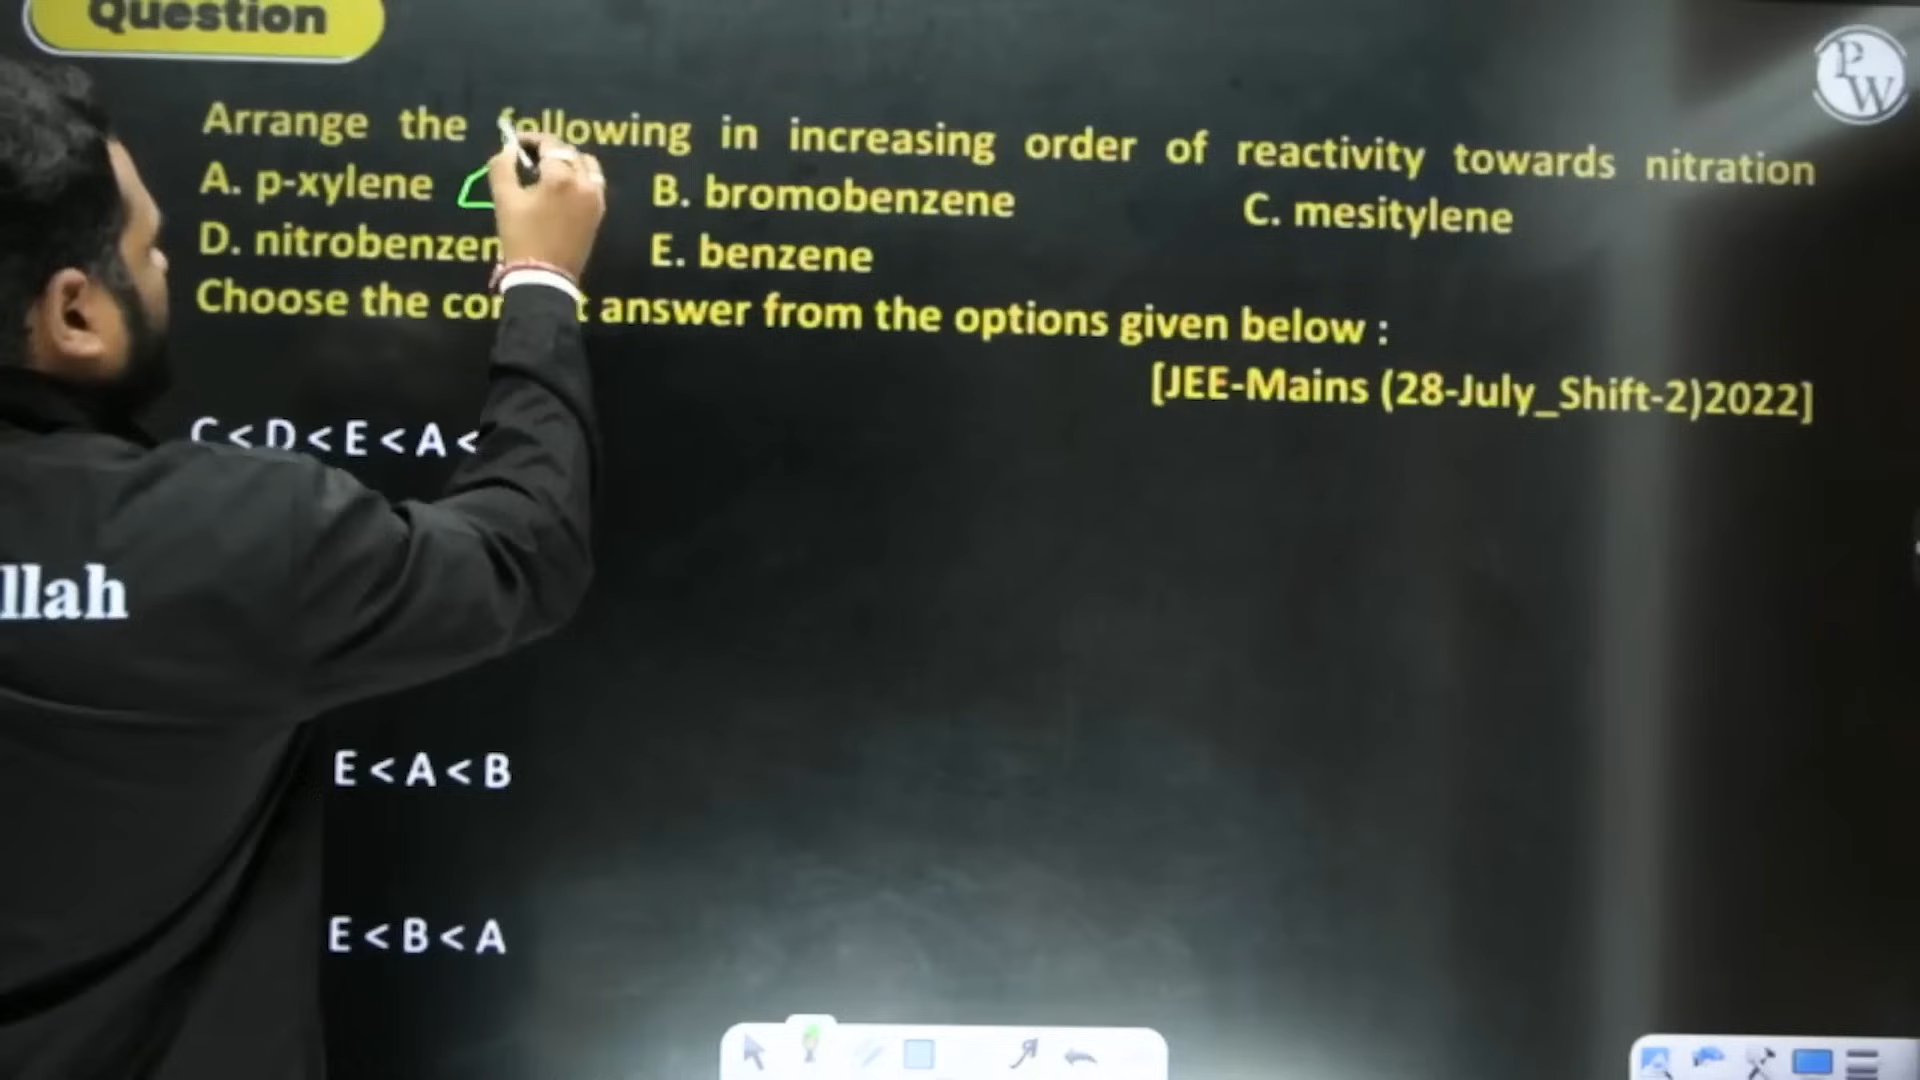 Question
P
W
Arrange the following in increasing order of reactivity towards nitration
A. p-xylene B. bromobenzene C. mesitylene
D. nitrobenzen E. benzene
Choose the cor t answer from the options given below :
[JEE-Mains (28-July_Shift-2)2022]
C < D < E < A <
llah
E < A < B
E < B < A